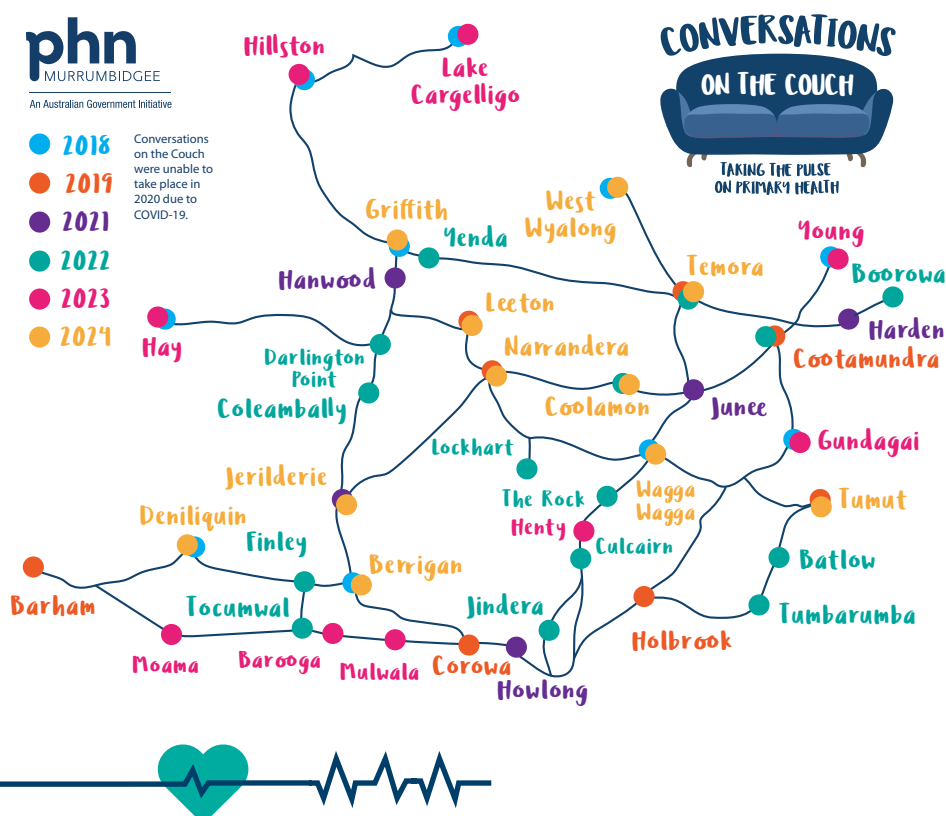 phn
MURRUMBIDGEE
An Australian Government Initiative
2018
2019
2021
2022
2023
2024
Conversations
on the Couch
were unable to
take place in
2020 due to
COVID-19.
CONVERSATIONS
ON THE COUCH
TAKING THE PULSE
ON PRIMARY HEALTH
Hillston
Lake
Cargelligo
Griffith
Yenda
West
Wyalong
Young
Boorowa
Hanwood
Temora
Leeton
Harden
Hay
Darlington
Point
Narrandera
Cootamundra
Coleambally
Coolamon
Junee
Lockhart
Gundagai
Jerilderie
The Rock
Wagga
Wagga
Tumut
Deniliquin
Finley
Henty
Culcairn
Batlow
Berrigan
Barham
Tocumwal
Jindera
Tumbarumba
Holbrook
Moama
Barooga
Mulwala
Corowa
Howlong